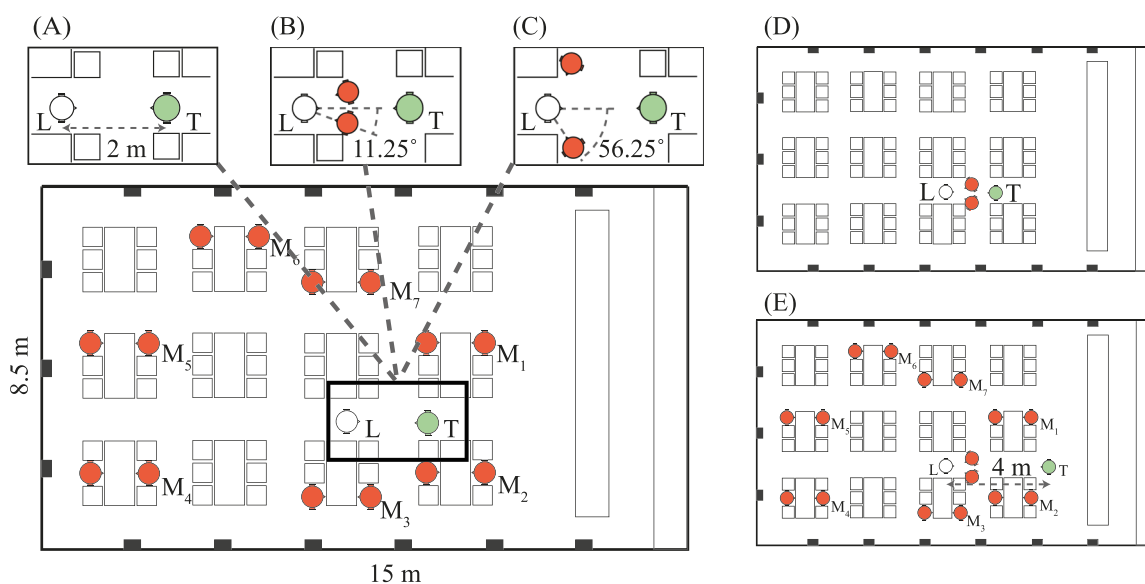 (A)
L
T
2 m
(B)
L
T
11.25°
(C)
L
T
56.25°
M₆
M₇
M₅
M₁
L
T
M₄
M₃
M₂
8.5 m
15 m
(D)
L
T
(E)
M₆
M₇
M₅
M₁
L
4 m
T
M₄
M₃
M₂